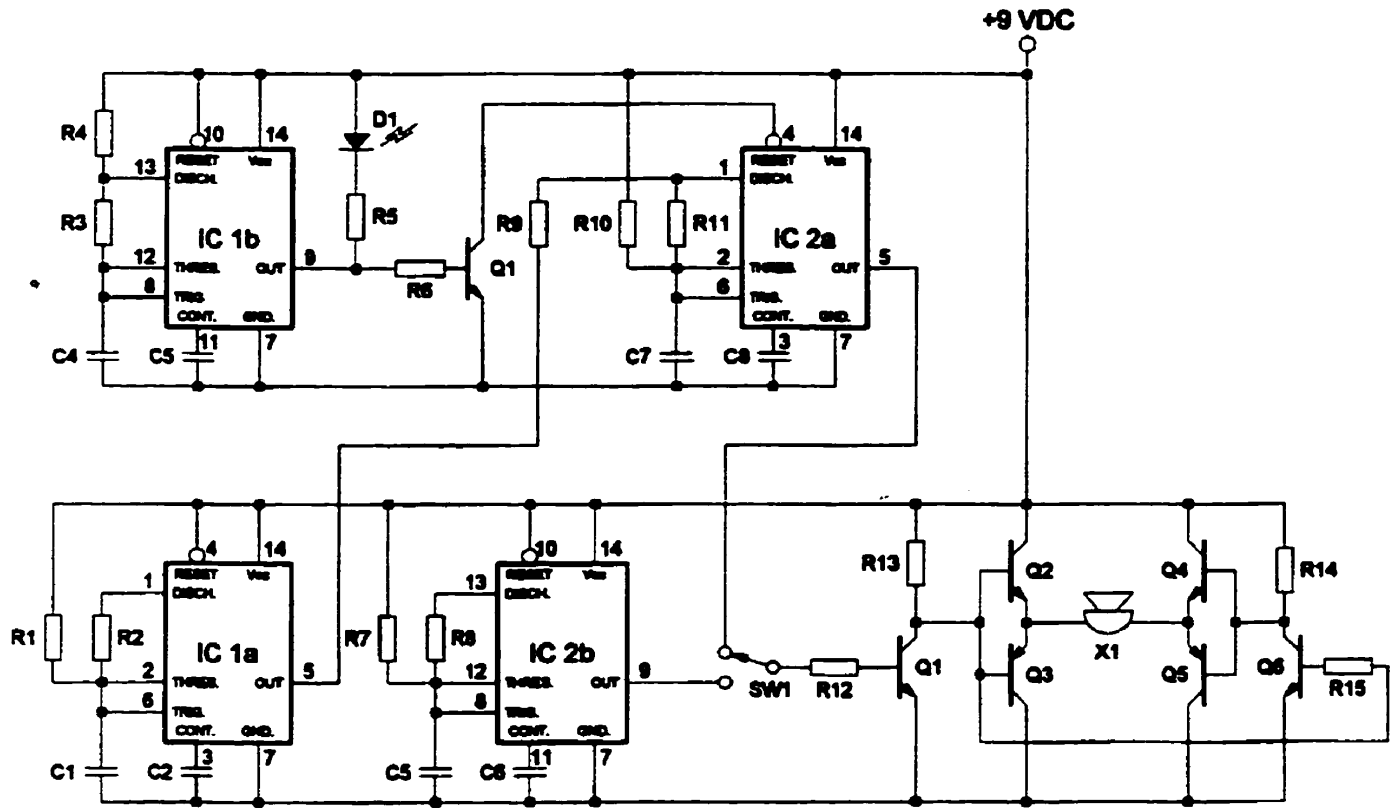 +9 VDC
R4
10
14
D1
4
14
RESET
Vcc
RESET
Vcc
13
DISCH.
1
DISCH.
R3
R5
R9
R10
R11
IC 1b
IC 2a
12
THRES.
OUT
9
Q1
2
THRES.
OUT
5
8
TRIG.
R6
6
TRIG.
CONT.
GND.
CONT.
GND.
C4
C5
11
7
C7
C8
3
7
4
14
10
14
RESET
Vcc
RESET
Vcc
R13
Q2
Q4
R14
1
DISCH.
13
DISCH.
R1
R2
R7
R8
IC 1a
IC 2b
X1
2
THRES.
OUT
5
12
THRES.
OUT
9
SW1
R12
Q1
Q3
Q5
Q6
R15
6
TRIG.
8
TRIG.
CONT.
GND.
CONT.
GND.
C1
C2
3
7
C5
C6
11
7